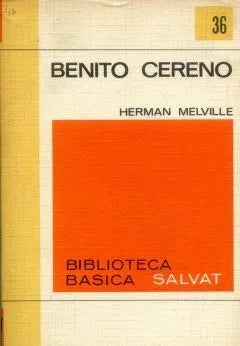 36
BENITO CERENO
HERMAN MELVILLE
BIBLIOTECA
BASICA SALVAT